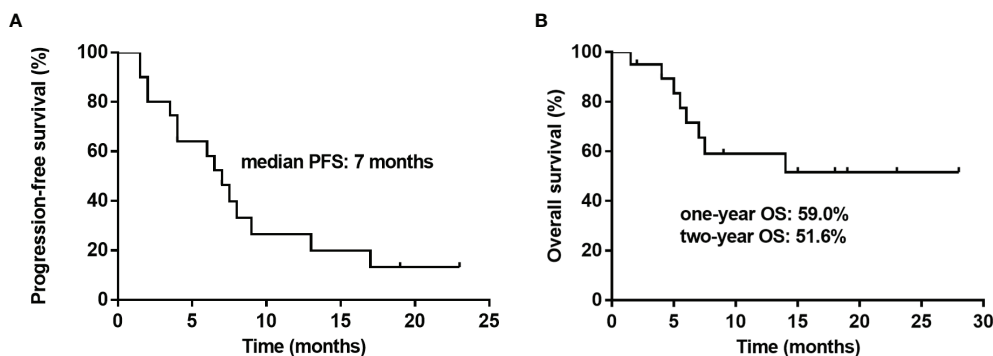 A
Progression-free survival (%)
100
80
60
40
20
0
median PFS: 7 months
0 5 10 15 20 25
Time (months)
B
Overall survival (%)
100
80
60
40
20
0
one-year OS: 59.0%
two-year OS: 51.6%
0 5 10 15 20 25 30
Time (months)